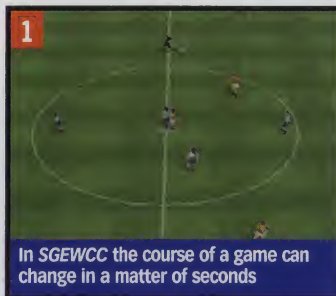 1
In SGEWCC the course of a game can
change in a matter of seconds